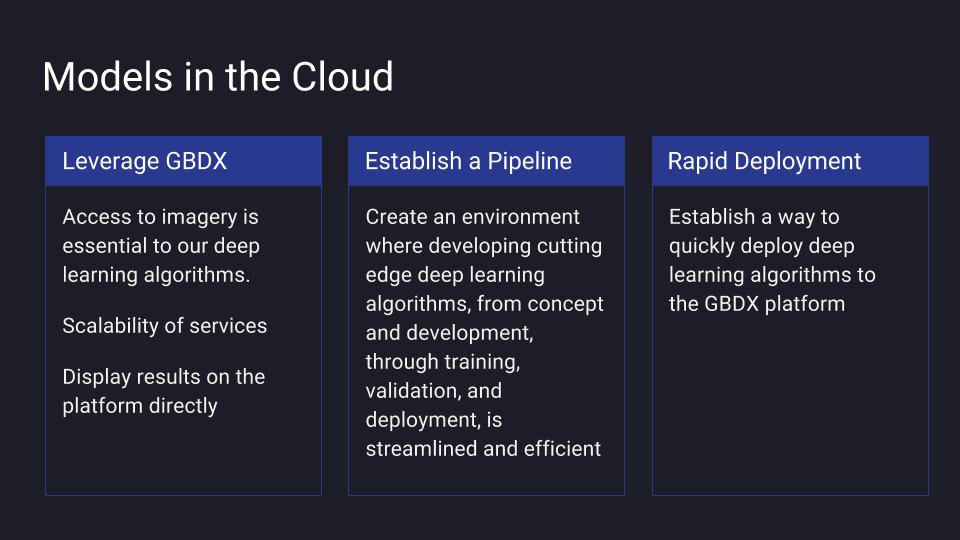 Models in the Cloud
Leverage GBDX
Access to imagery is
essential to our deep
learning algorithms.
Scalability of services
Display results on the
platform directly
Establish a Pipeline
Create an environment
where developing cutting
edge deep learning
algorithms, from concept
and development,
through training,
validation, and
deployment, is
streamlined and efficient
Rapid Deployment
Establish a way to
quickly deploy deep
learning algorithms to
the GBDX platform